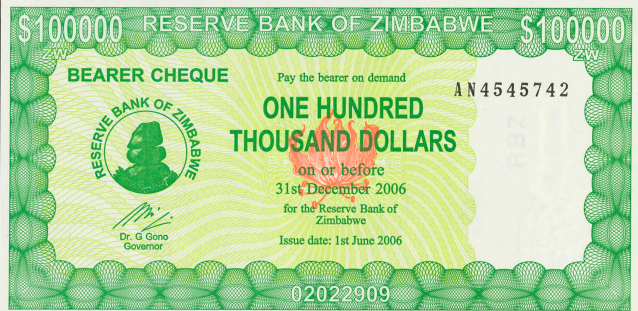 $100000 RESERVE BANK OF ZIMBABWE $100000
ZW ZW
BEARER CHEQUE
Pay the bearer on demand
AN4545742
ONE HUNDRED
THOUSAND DOLLARS
RESERVE BANK OF ZIMBABWE
on or before
31st December 2006
for the Reserve Bank of
Zimbabwe
Dr. G Gono
Governor
Issue date: 1st June 2006
RBZ
02022909